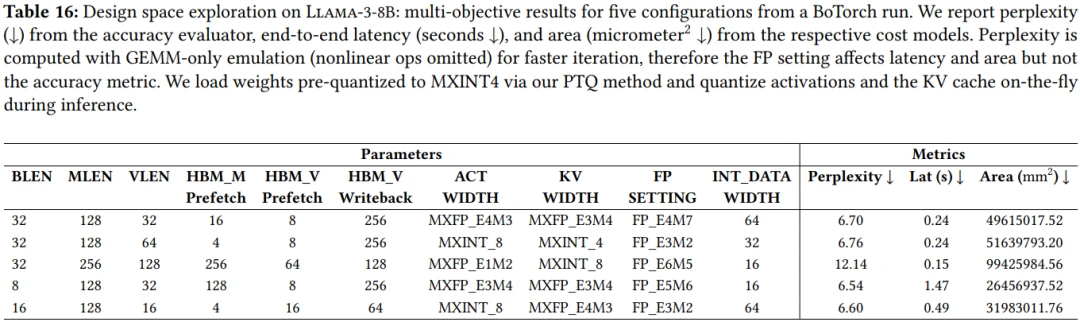 Table 16: Design space exploration on Llama-3-8B: multi-objective results for five configurations from a BoTorch run. We report perplexity
(↓) from the accuracy evaluator, end-to-end latency (seconds ↓), and area (micrometer² ↓) from the respective cost models. Perplexity is
computed with GEMM-only emulation (nonlinear ops omitted) for faster iteration, therefore the FP setting affects latency and area but not
the accuracy metric. We load weights pre-quantized to MXINT4 via our PTQ method and quantize activations and the KV cache on-the-fly
during inference.
Parameters Metrics
BLEN MLEN VLEN HBM_M HBM_V HBM_V ACT KV FP INT_DATA Perplexity ↓ Lat (s) ↓ Area (mm²) ↓
Prefetch Prefetch Writeback WIDTH WIDTH SETTING WIDTH
32 128 32 16 8 256 MXFP_E4M3 MXFP_E3M4 FP_E4M7 64 6.70 0.24 49615017.52
32 128 64 4 8 256 MXINT_8 MXINT_4 FP_E3M2 32 6.76 0.24 51639793.20
32 256 128 256 64 128 MXFP_E1M2 MXINT_8 FP_E6M5 16 12.14 0.15 99425984.56
8 128 32 128 8 256 MXFP_E3M4 MXFP_E3M4 FP_E5M6 16 6.54 1.47 26456937.52
16 128 16 4 16 64 MXINT_8 MXFP_E4M3 FP_E3M2 64 6.60 0.49 31983011.76